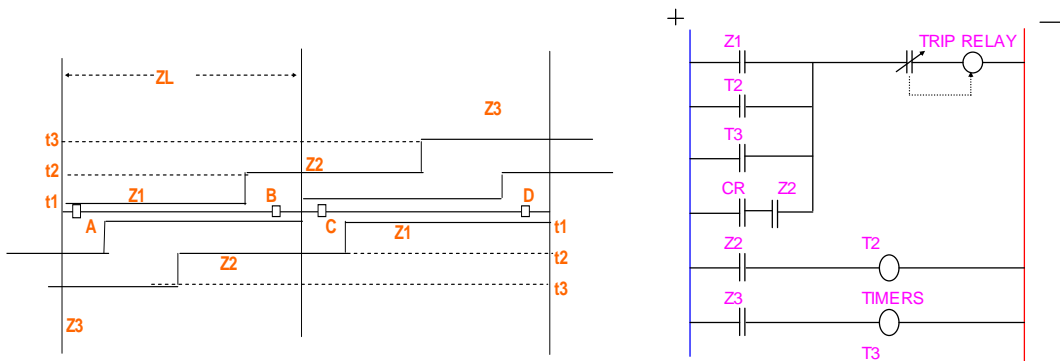 ZL
Z3
t3
t2
Z2
t1
Z1
B
D
A
C
t1
Z1
Z2
t2
t3
Z3
+
—
Z1
TRIP RELAY
T2
T3
CR
Z2
Z2
T2
Z3
TIMERS
T3